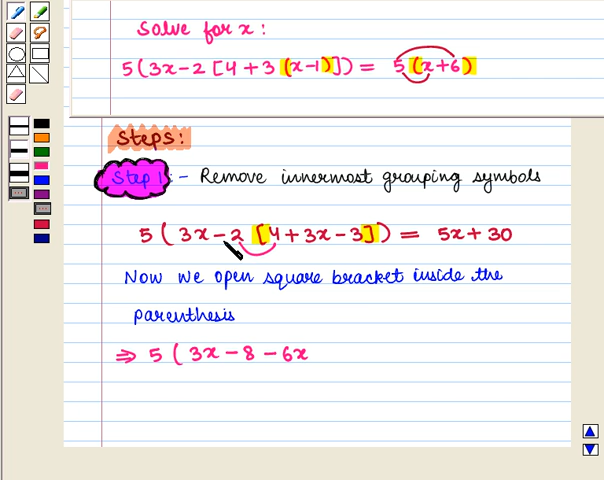 Solve for x:
5(3x-2[4+3(x-1)]) = 5(x+6)
Steps:
Step 1:- Remove innermost grouping symbols
5(3x-2[4+3x-3]) = 5x+30
Now we open square bracket inside the
parenthesis
⇒ 5(3x-8-6x